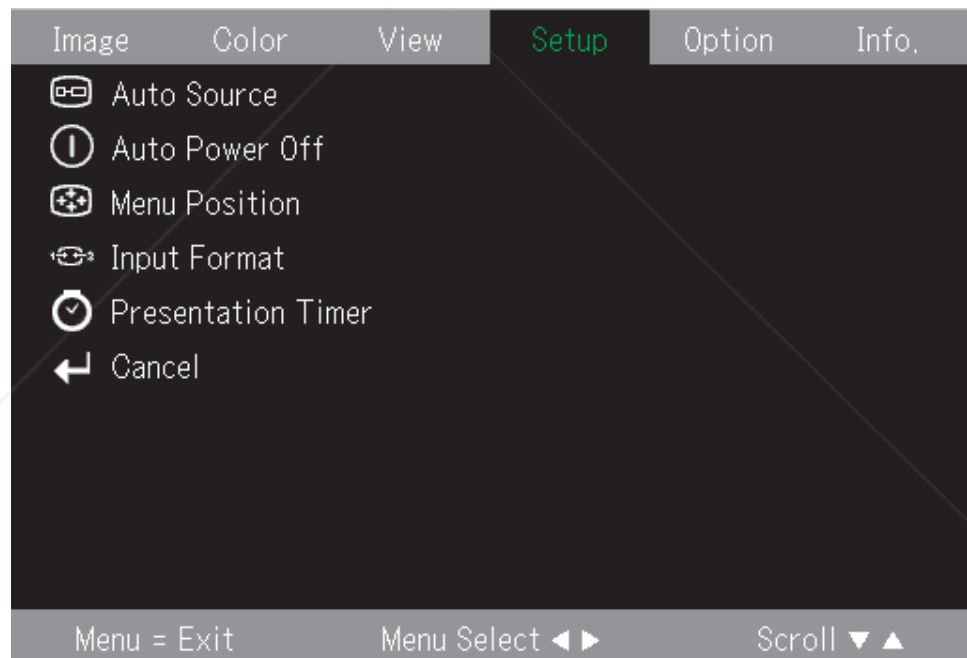 Image Color View Setup Option Info.
Auto Source
Auto Power Off
Menu Position
Input Format
Presentation Timer
Cancel
Menu = Exit Menu Select ◀ ▶ Scroll ▼ ▲